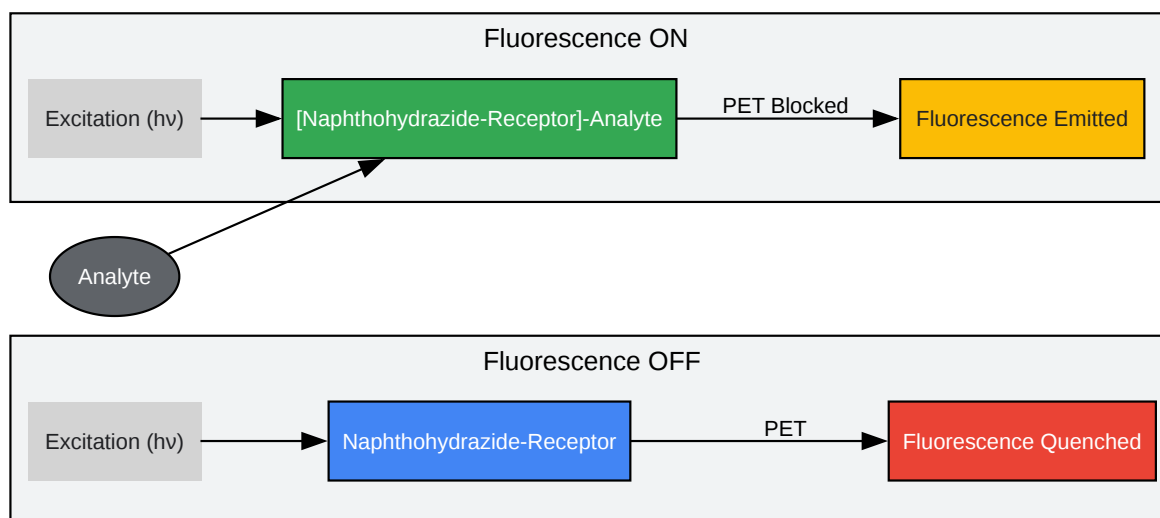 Fluorescence ON
Excitation (hν)
[Naphthohydrazide-Receptor]-Analyte
PET Blocked
Fluorescence Emitted
Analyte
Fluorescence OFF
Excitation (hν)
Naphthohydrazide-Receptor
PET
Fluorescence Quenched